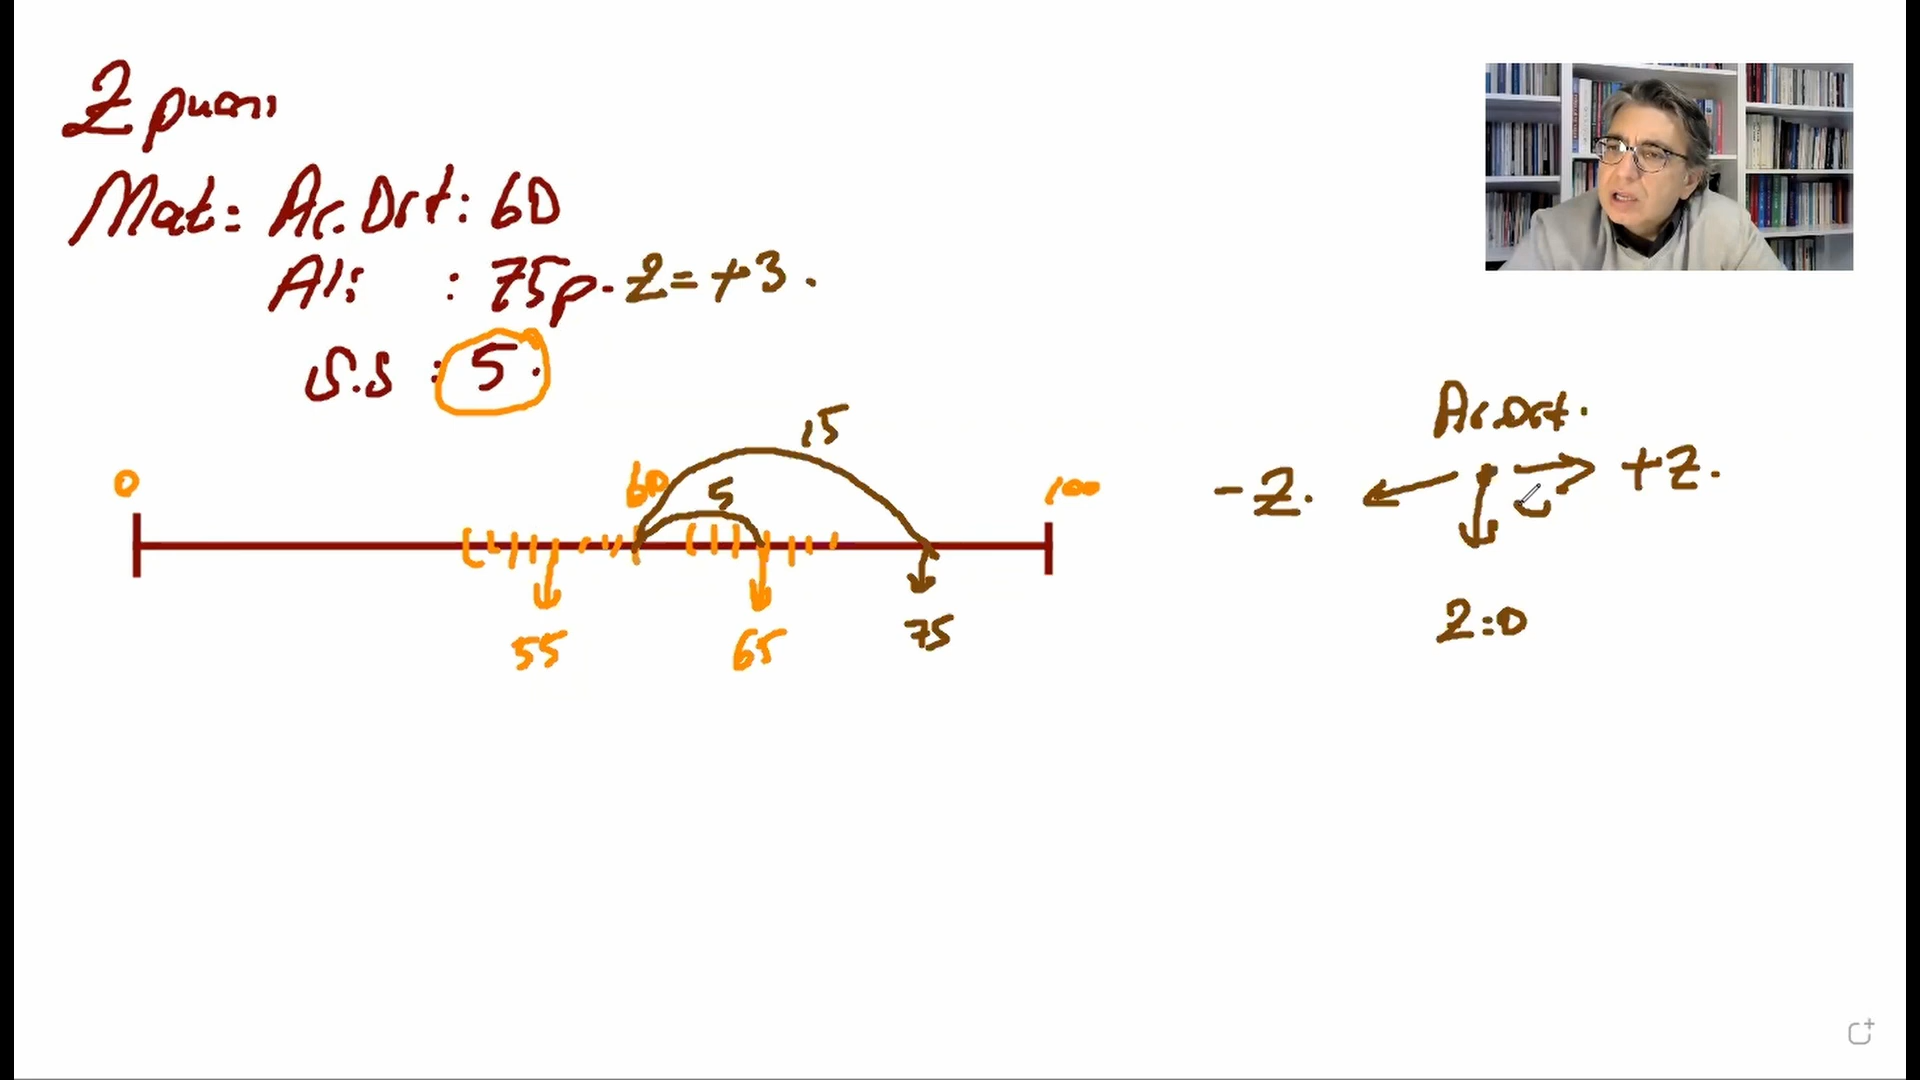 Z puanı
Mat: Ar.Ort: 60
Ali : 75p. Z=+3.
S.S : 5.
15
0 60 5 100
55 65 75
Ar.Ort.
-Z. +Z.
Z=0